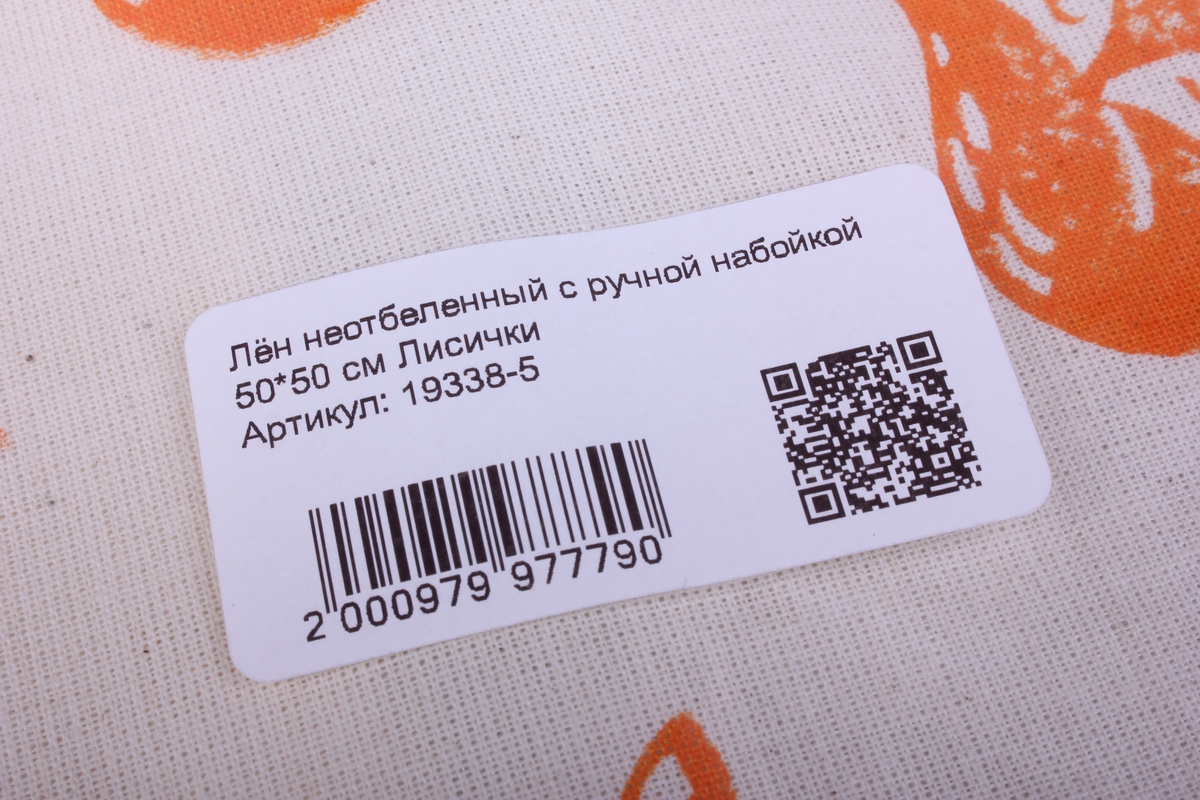 Лён неотбеленный с ручной набойкой
50*50 см Лисички
Артикул: 19338-5
2 000979 977790